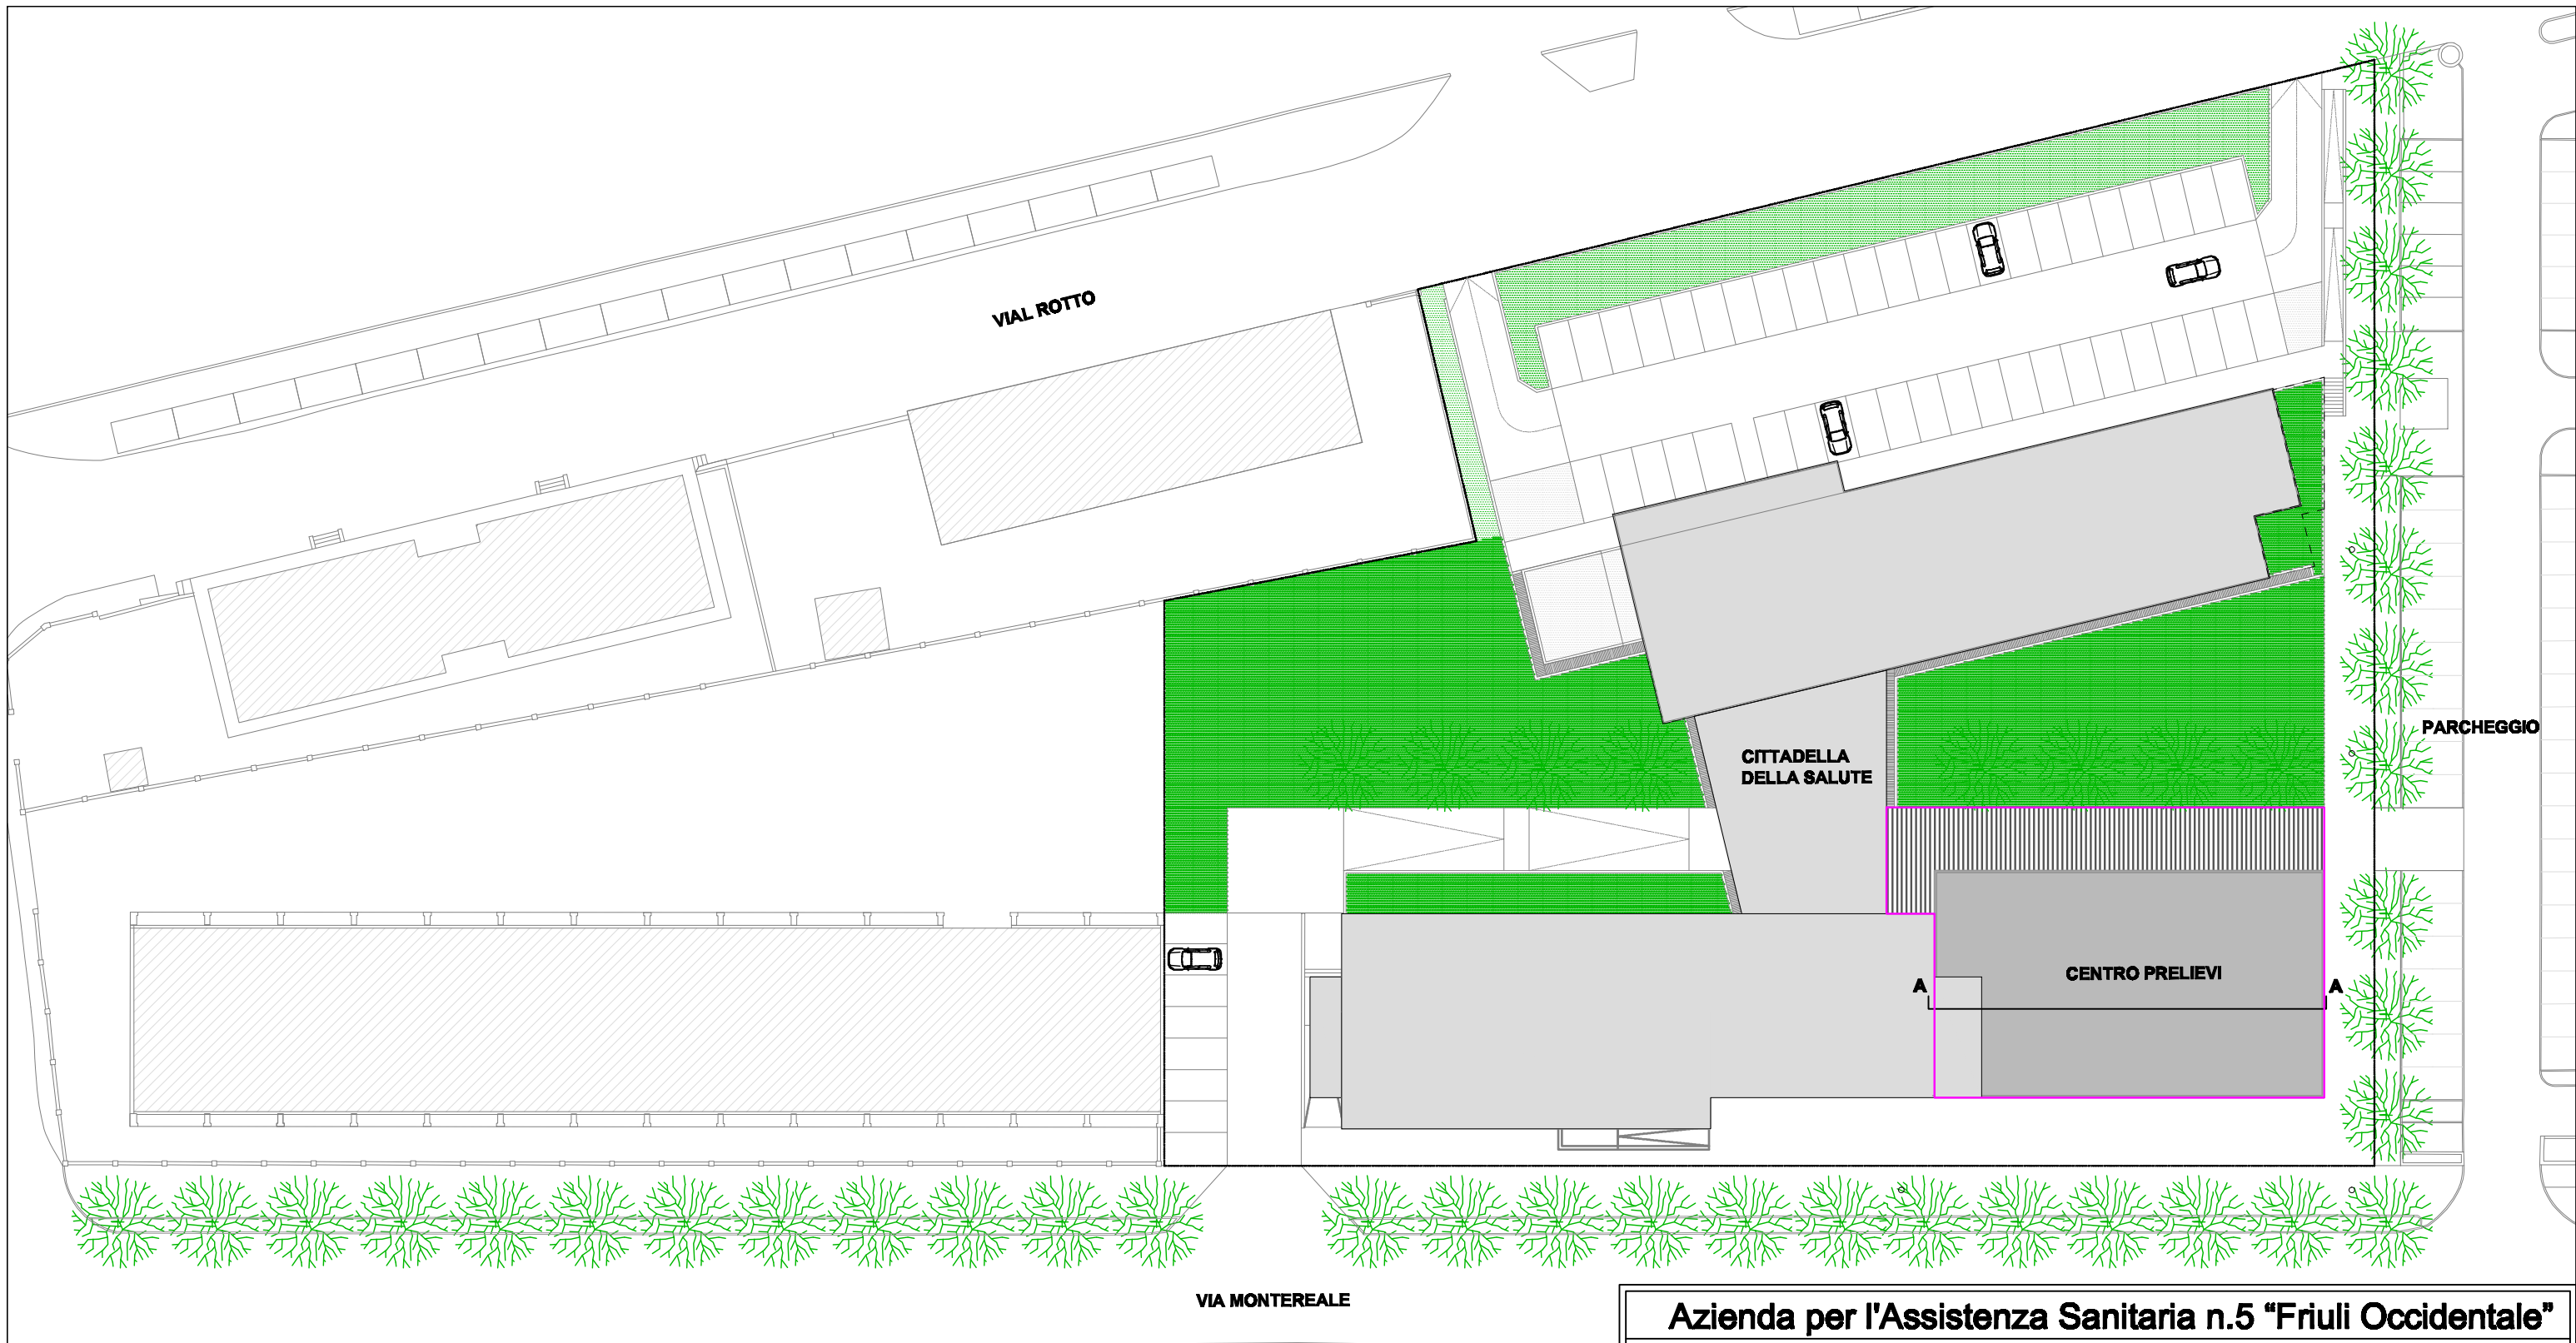 VIAL ROTTO
PARCHEGGIO
CITTADELLA
DELLA SALUTE
CENTRO PRELIEVI
A
A
VIA MONTEREALE
Azienda per l'Assistenza Sanitaria n.5 “Friuli Occidentale”